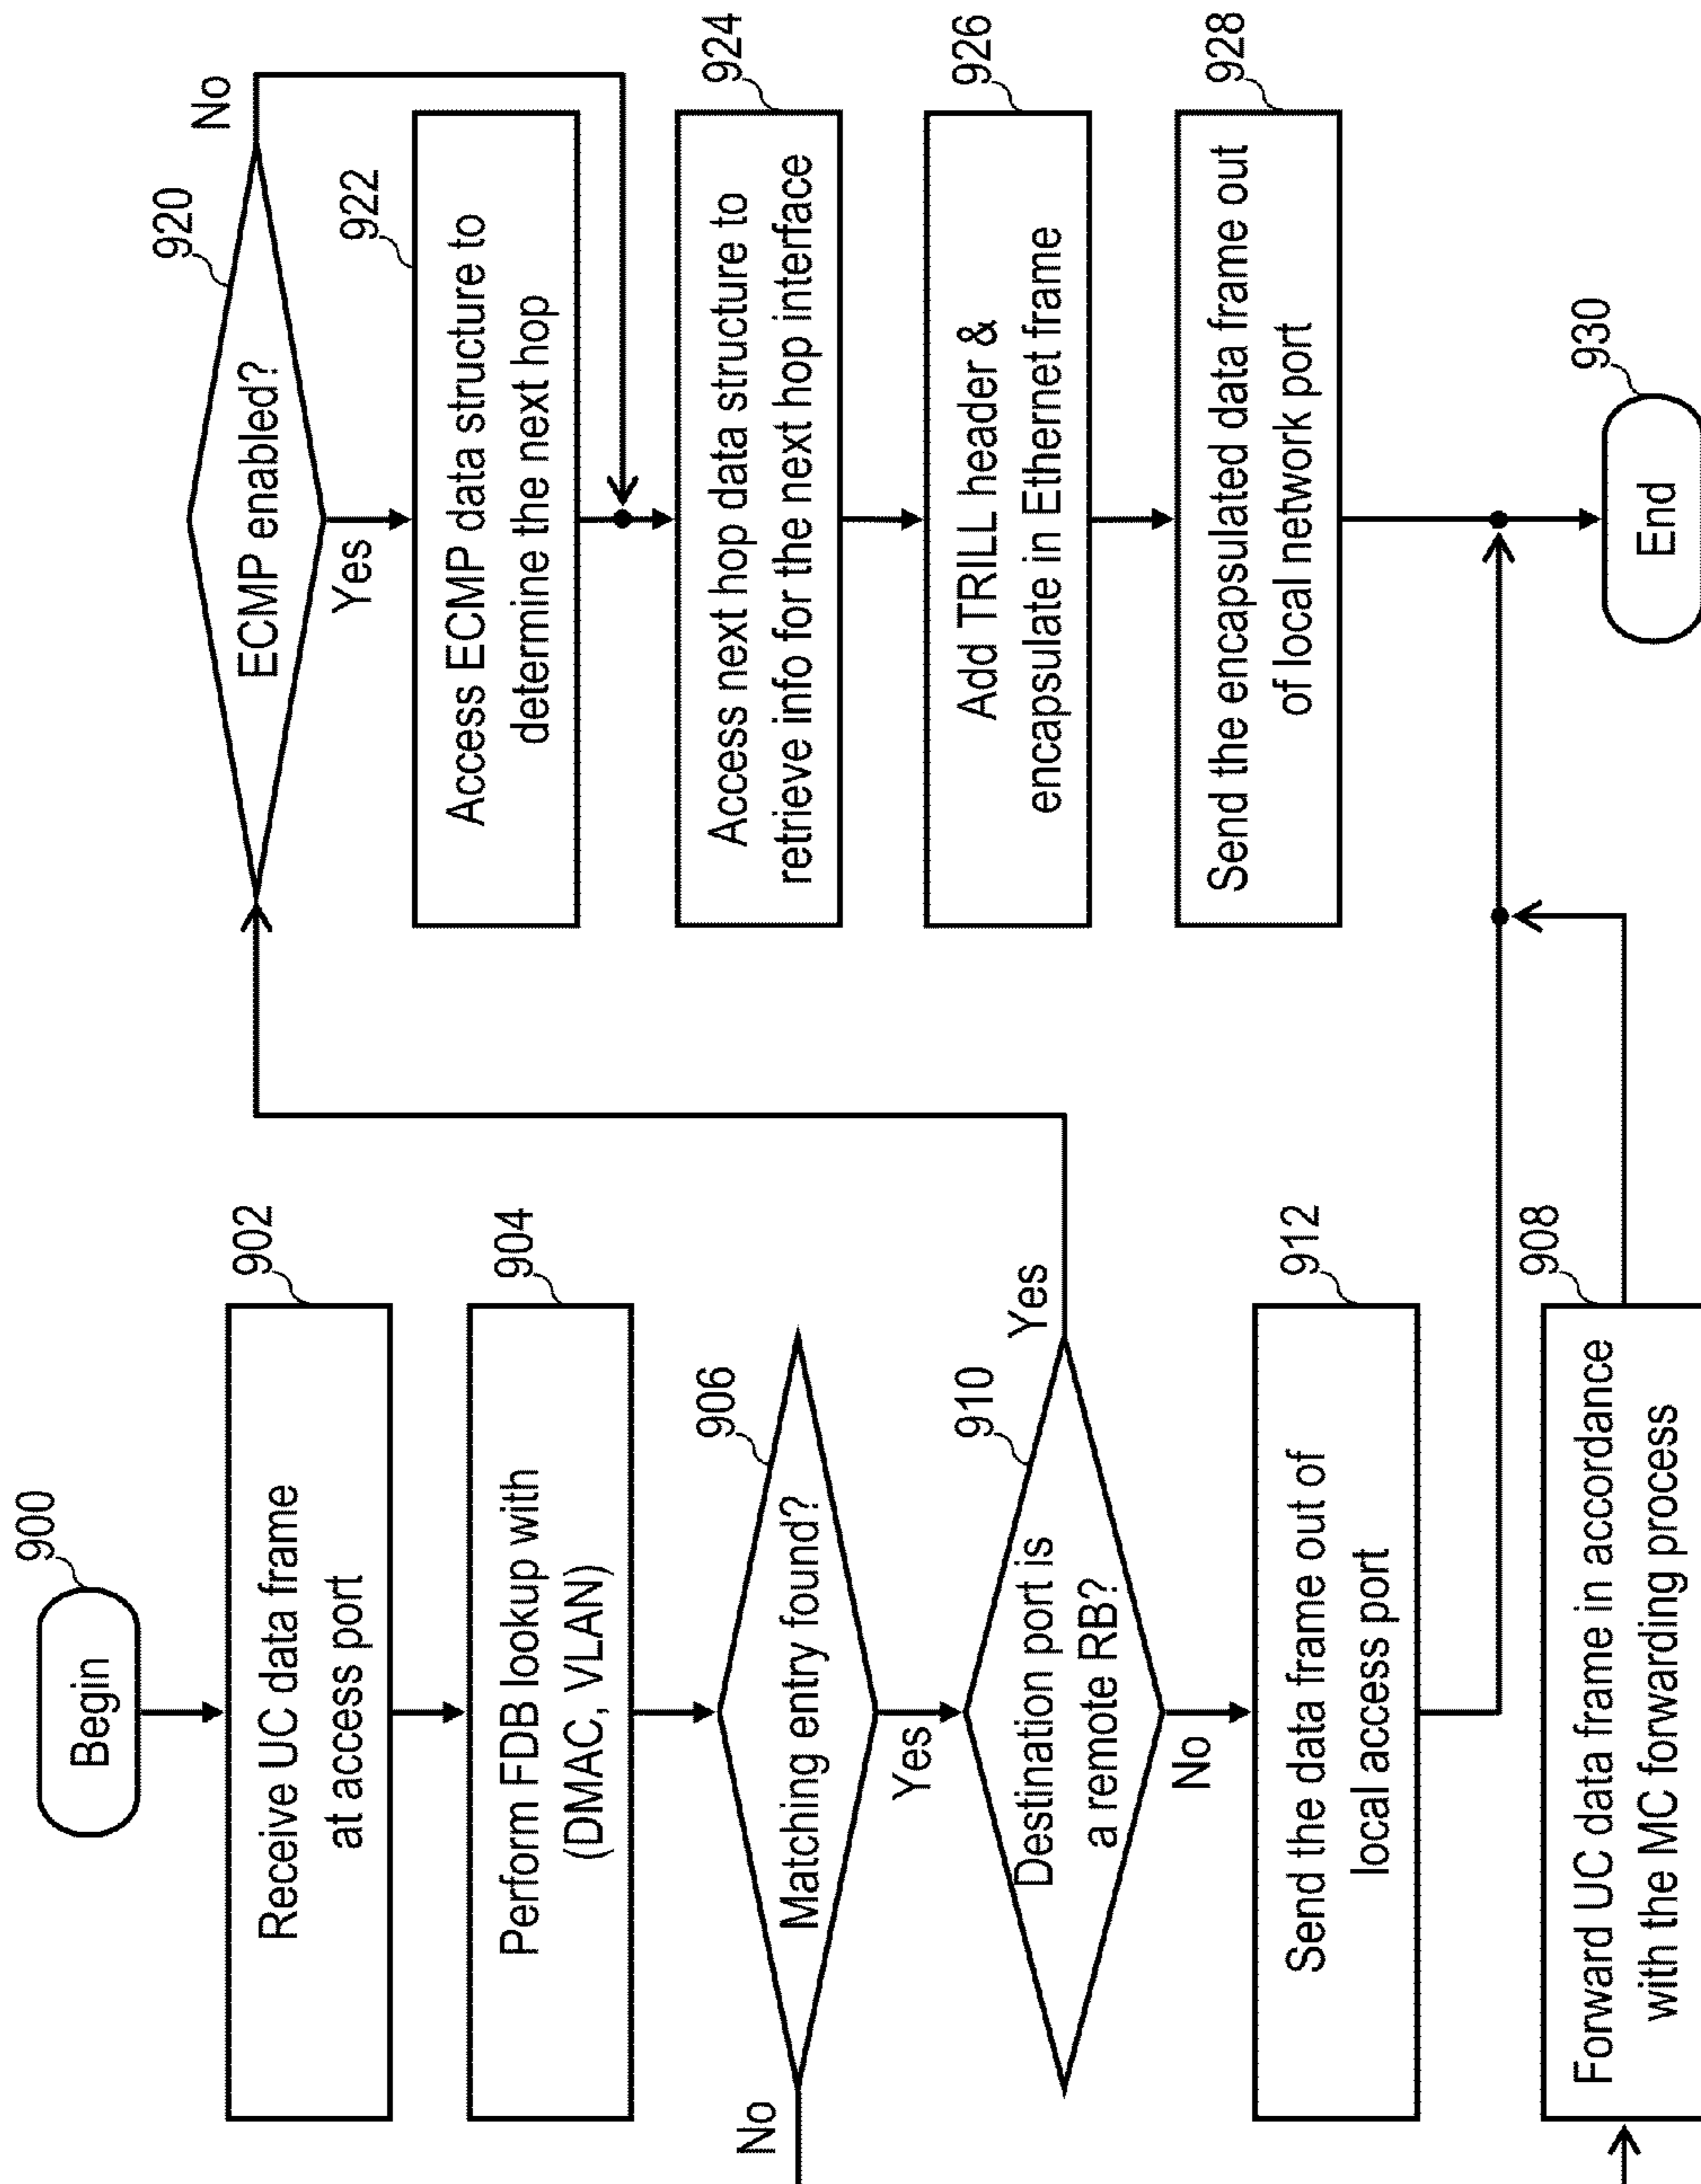 900
Begin
902
Receive UC data frame
at access port
904
Perform FDB lookup with
(DMAC, VLAN)
906
Matching entry found?
No
Yes
910
Destination port is
a remote RB?
Yes
No
912
Send the data frame out of
local access port
908
Forward UC data frame in accordance
with the MC forwarding process
920
ECMP enabled?
No
Yes
922
Access ECMP data structure to
determine the next hop
924
Access next hop data structure to
retrieve info for the next hop interface
926
Add TRILL header &
encapsulate in Ethernet frame
928
Send the encapsulated data frame out
of local network port
930
End